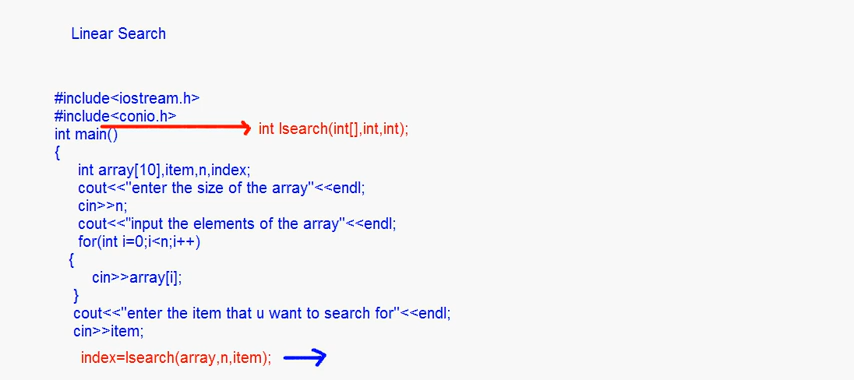 Linear Search
#include<iostream.h>
#include<conio.h>
int lsearch(int[],int,int);
int main()
{
int array[10],item,n,index;
cout<<"enter the size of the array"<<endl;
cin>>n;
cout<<"input the elements of the array"<<endl;
for(int i=0;i<n;i++)
{
cin>>array[i];
}
cout<<"enter the item that u want to search for"<<endl;
cin>>item;
index=lsearch(array,n,item);